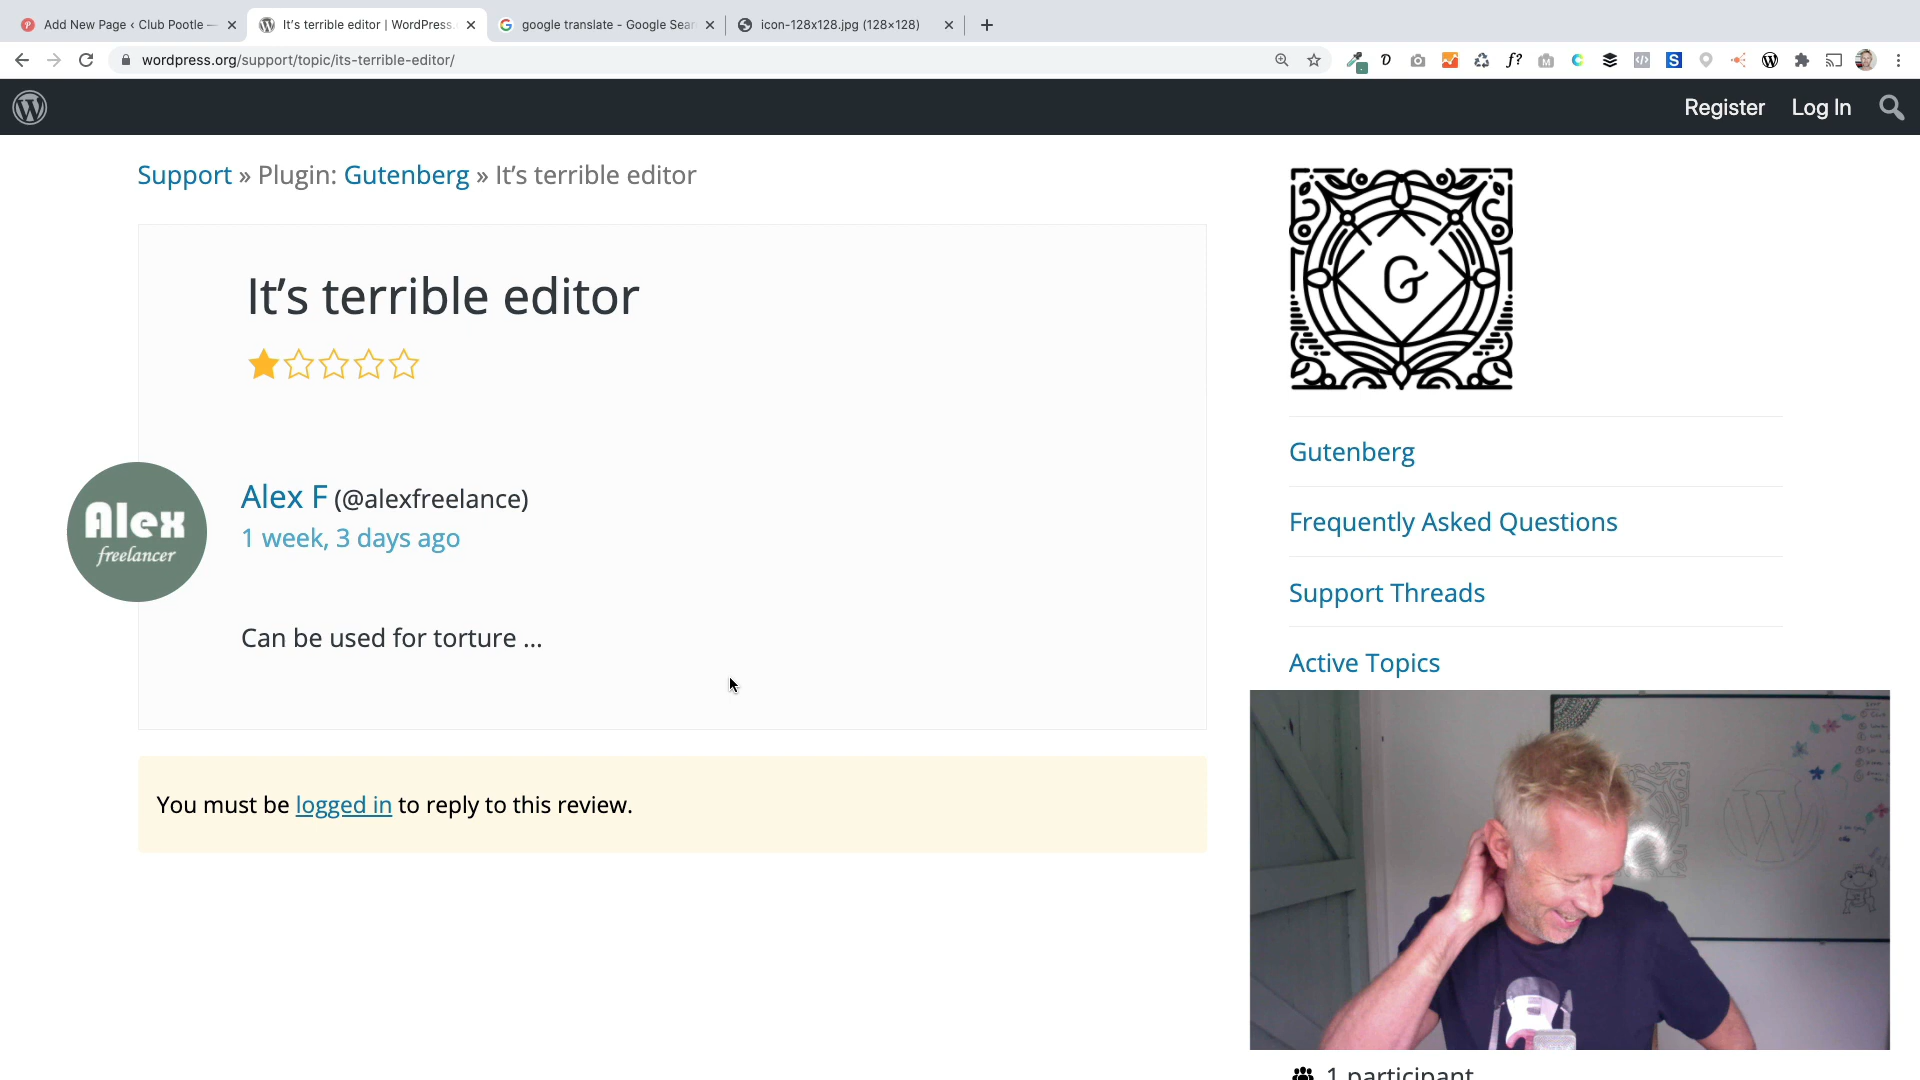 Add New Page ‹ Club Pootle —
It's terrible editor | WordPress.
google translate - Google Sear
icon-128x128.jpg (128×128)
wordpress.org/support/topic/its-terrible-editor/
Register Log In
Support » Plugin: Gutenberg » It's terrible editor
It's terrible editor
Alex
freelancer
Alex F (@alexfreelance)
1 week, 3 days ago
Can be used for torture ...
You must be logged in to reply to this review.
G
Gutenberg
Frequently Asked Questions
Support Threads
Active Topics
1 participant